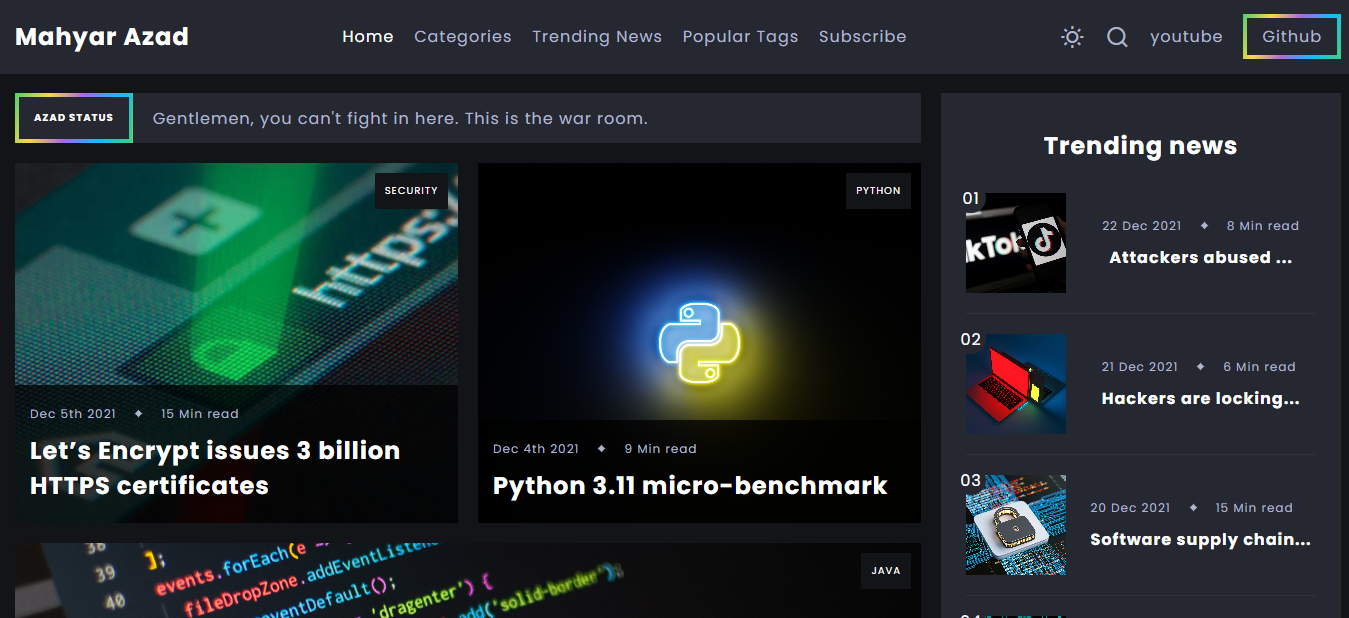 Mahyar Azad
Home Categories Trending News Popular Tags Subscribe
youtube Github
AZAD STATUS
Gentlemen, you can't fight in here. This is the war room.
SECURITY
https:
Dec 5th 2021 ◆ 15 Min read
Let’s Encrypt issues 3 billion
HTTPS certificates
PYTHON
Dec 4th 2021 ◆ 9 Min read
Python 3.11 micro-benchmark
JAVA
38
39 });
40 events.forEach(e
fileDropZone.addEventListen
eventDefault();
'dragenter') {
add('solid-border');
Trending news
01
kTok
22 Dec 2021 ◆ 8 Min read
Attackers abused ...
02
21 Dec 2021 ◆ 6 Min read
Hackers are locking...
03
20 Dec 2021 ◆ 15 Min read
Software supply chain...